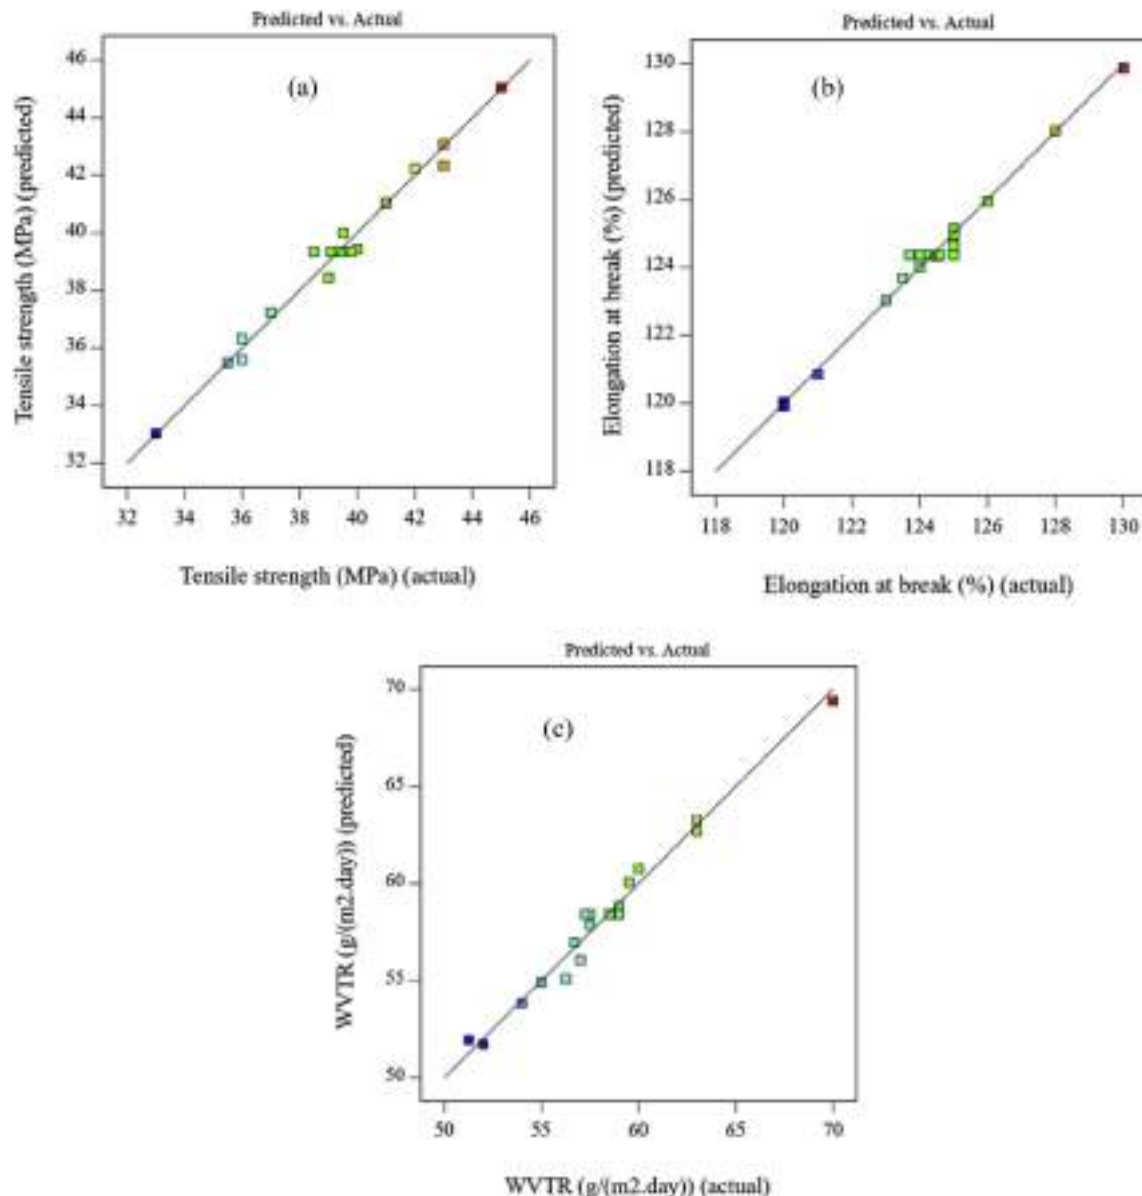 Predicted vs. Actual
(a)
Tensile strength (MPa) (predicted)
46
44
42
40
38
36
34
32
32 34 36 38 40 42 44 46
Tensile strength (MPa) (actual)
Predicted vs. Actual
(b)
Elongation at break (%) (predicted)
130
128
126
124
122
120
118
118 120 122 124 126 128 130
Elongation at break (%) (actual)
Predicted vs. Actual
(c)
WVTR (g/(m2.day)) (predicted)
70
65
60
55
50
50 55 60 65 70
WVTR (g/(m2.day)) (actual)